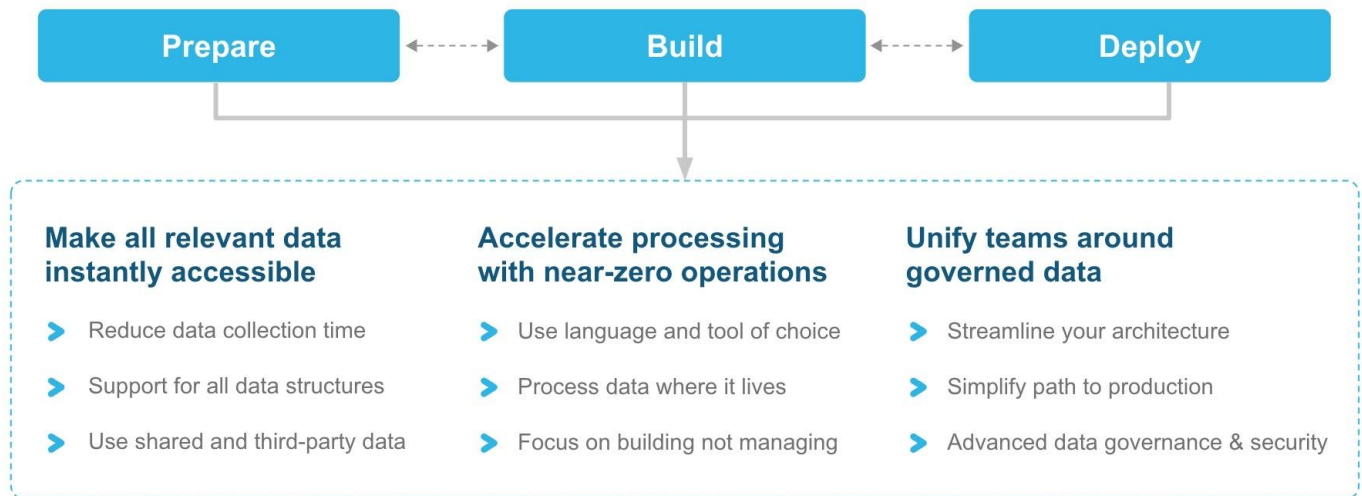 Prepare
Build
Deploy
Make all relevant data
instantly accessible
Reduce data collection time
Support for all data structures
Use shared and third-party data
Accelerate processing
with near-zero operations
Use language and tool of choice
Process data where it lives
Focus on building not managing
Unify teams around
governed data
Streamline your architecture
Simplify path to production
Advanced data governance & security